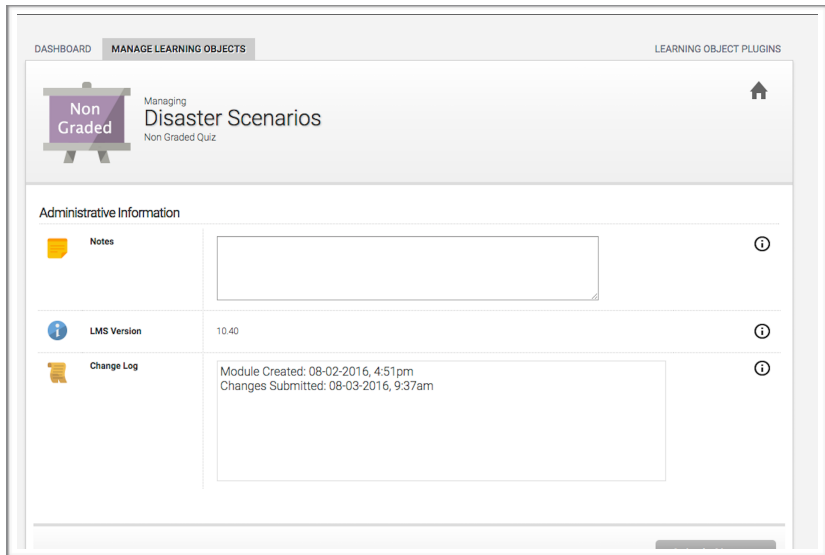 DASHBOARD MANAGE LEARNING OBJECTS LEARNING OBJECT PLUGINS
Non
Graded
Managing
Disaster Scenarios
Non Graded Quiz
Administrative Information
Notes
LMS Version 10.40
Change Log
Module Created: 08-02-2016, 4:51pm
Changes Submitted: 08-03-2016, 9:37am